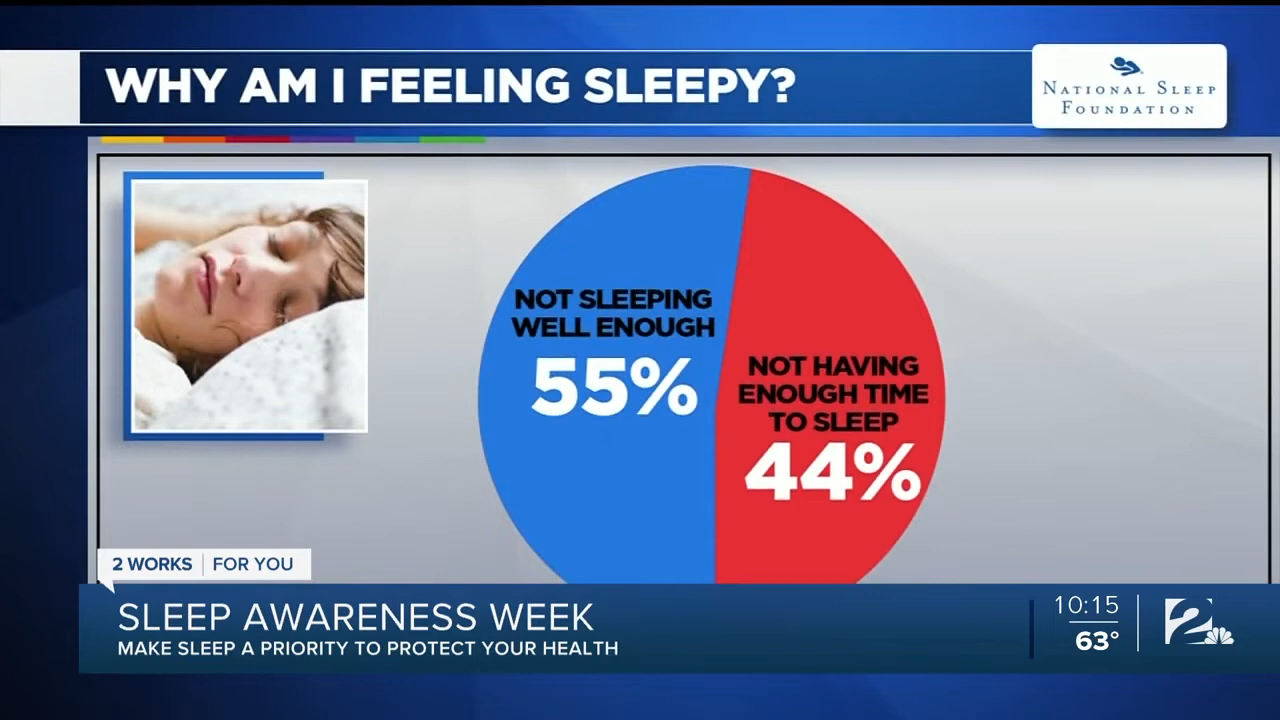 WHY AM I FEELING SLEEPY?
NATIONAL SLEEP
FOUNDATION
NOT SLEEPING
WELL ENOUGH
55%
NOT HAVING
ENOUGH TIME
TO SLEEP
44%
2 WORKS FOR YOU
SLEEP AWARENESS WEEK
MAKE SLEEP A PRIORITY TO PROTECT YOUR HEALTH
10:15
63°
2